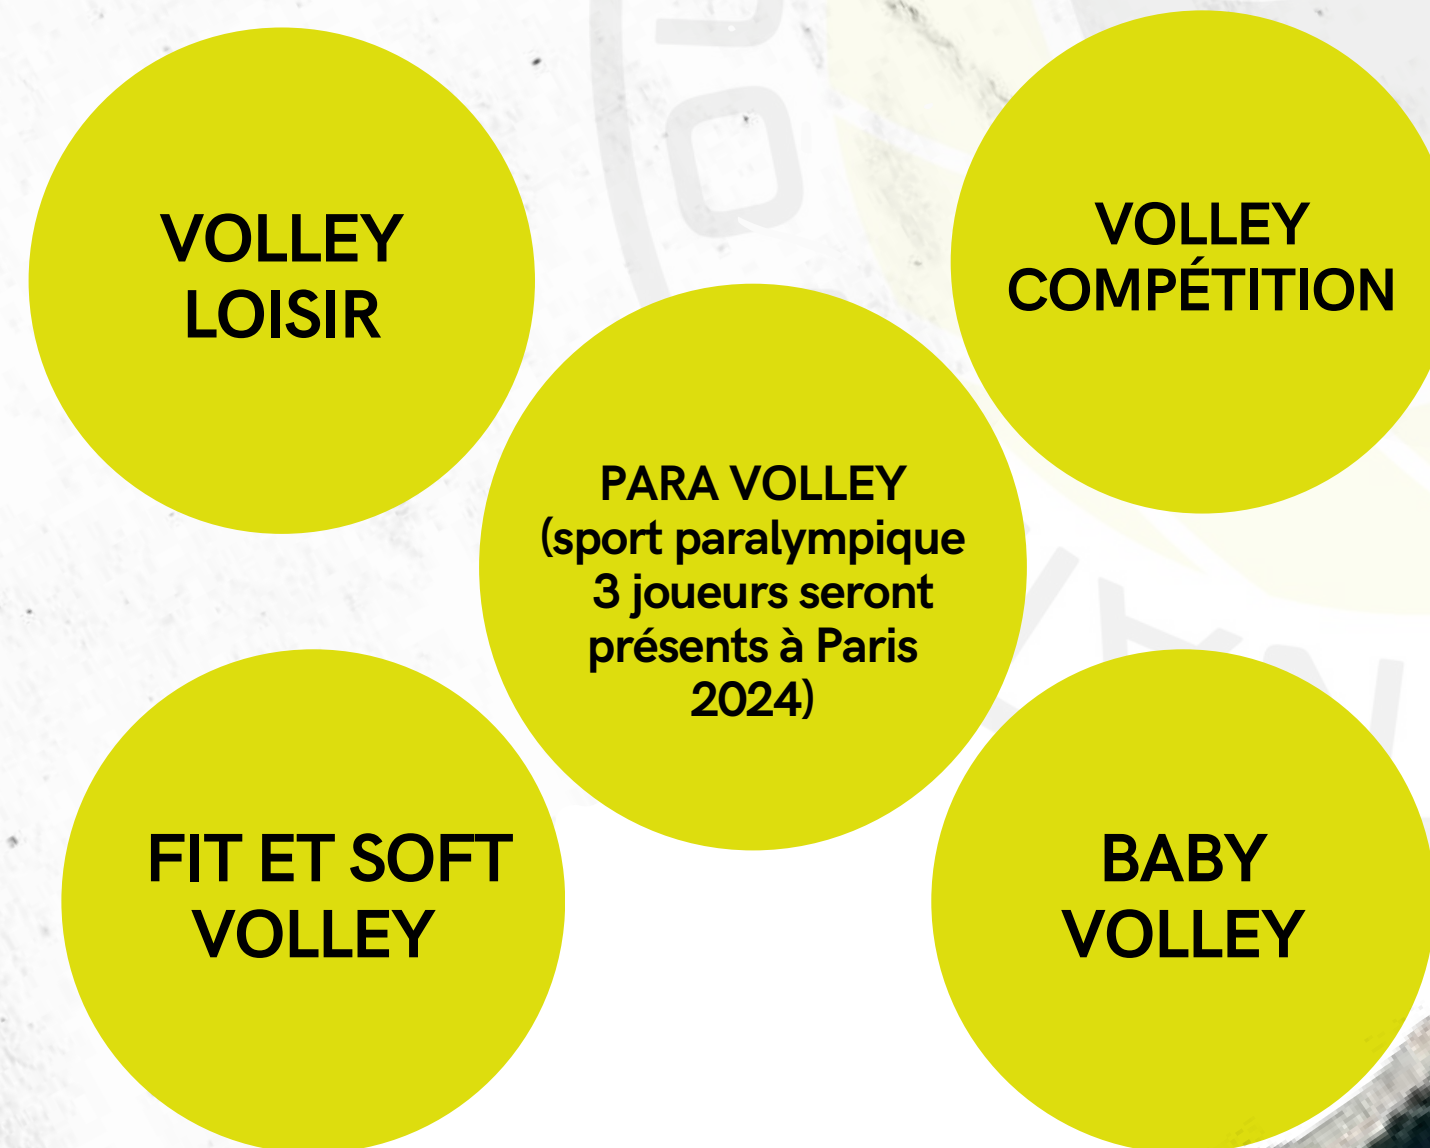 VOLLEY
LOISIR
VOLLEY
COMPÉTITION
PARA VOLLEY
(sport paralympique
3 joueurs seront
présents à Paris
2024)
FIT ET SOFT
VOLLEY
BABY
VOLLEY